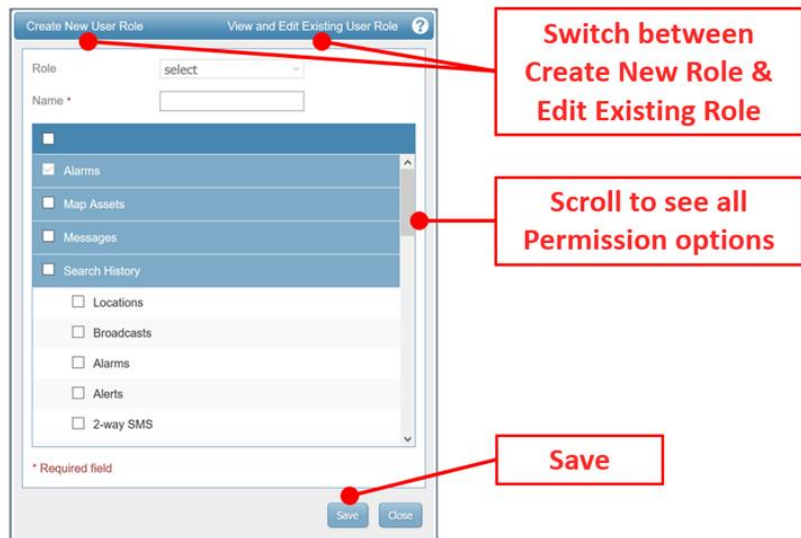 Create New User Role View and Edit Existing User Role ?
Role select
Name *
Alarms
Map Assets
Messages
Search History
Locations
Broadcasts
Alarms
Alerts
2-way SMS
* Required field
Save Close
Switch between
Create New Role &
Edit Existing Role
Scroll to see all
Permission options
Save